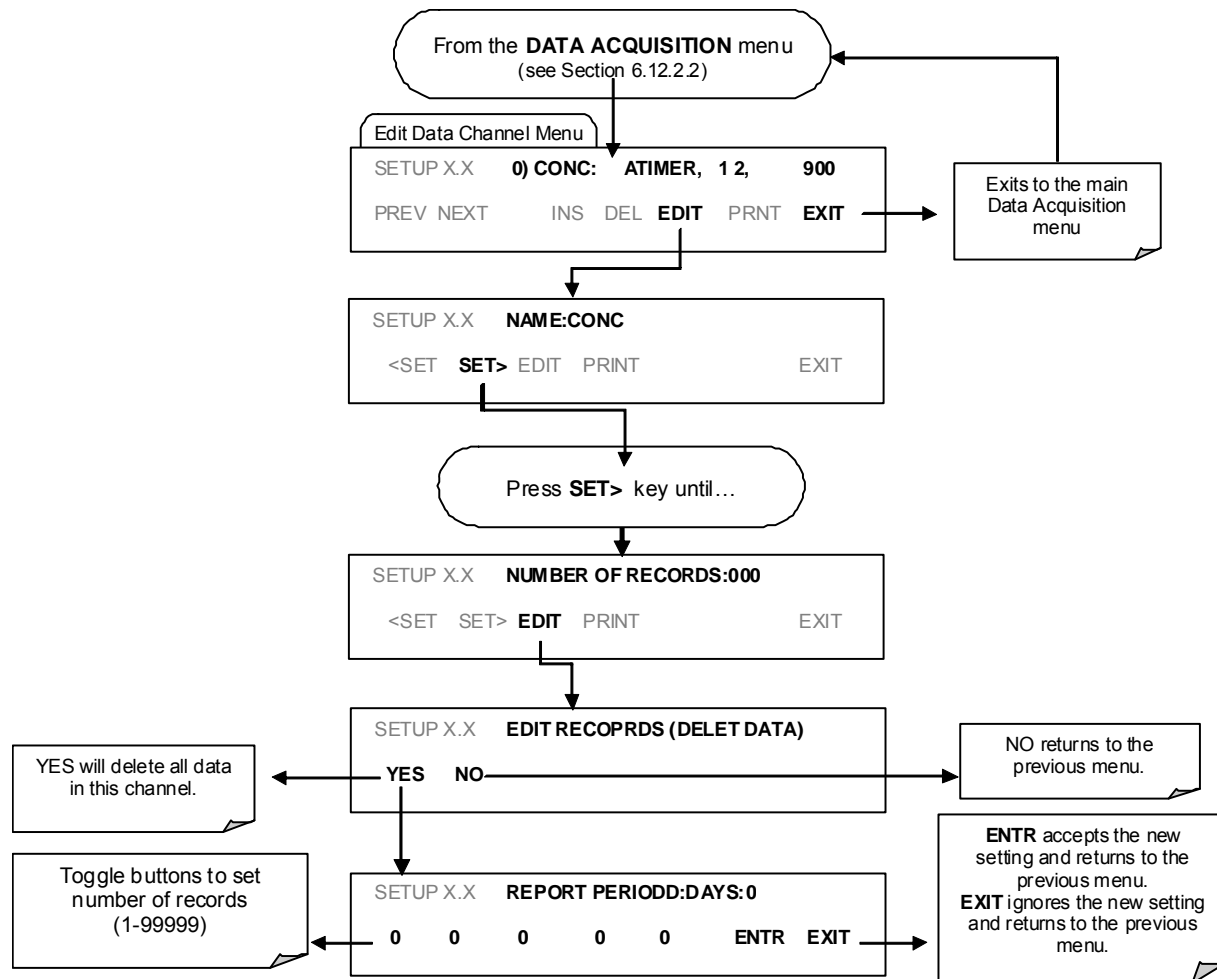 From the DATA ACQUISITION menu
(see Section 6.12.2.2)
Edit Data Channel Menu
SETUP X.X 0) CONC: ATIMER, 1 2, 900
PREV NEXT INS DEL EDIT PRNT EXIT
Exits to the main
Data Acquisition
menu
SETUP X.X NAME:CONC
<SET SET> EDIT PRINT EXIT
Press SET> key until…
SETUP X.X NUMBER OF RECORDS:000
<SET SET> EDIT PRINT EXIT
SETUP X.X EDIT RECOPRDS (DELET DATA)
YES NO
YES will delete all data
in this channel.
NO returns to the
previous menu.
Toggle buttons to set
number of records
(1-99999)
SETUP X.X REPORT PERIODD:DAYS:0
0 0 0 0 0 ENTR EXIT
ENTR accepts the new
setting and returns to the
previous menu.
EXIT ignores the new setting
and returns to the previous
menu.